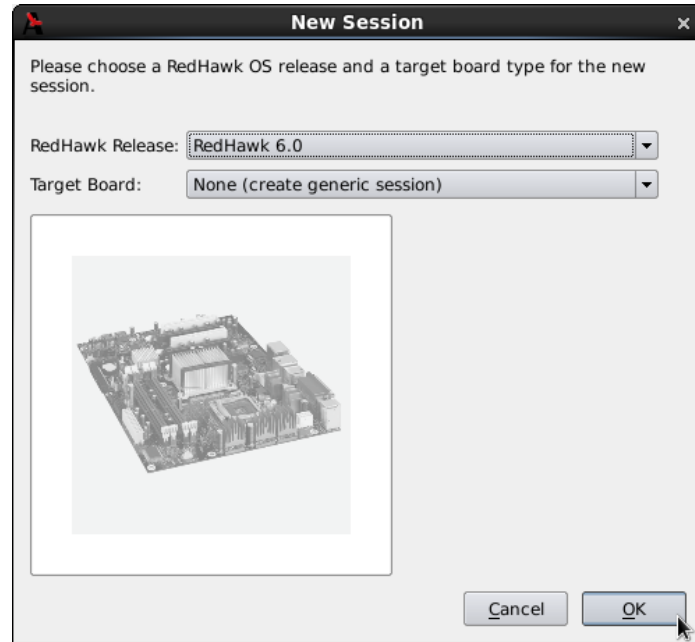 New Session
Please choose a RedHawk OS release and a target board type for the new
session.
RedHawk Release: RedHawk 6.0
Target Board: None (create generic session)
Cancel OK